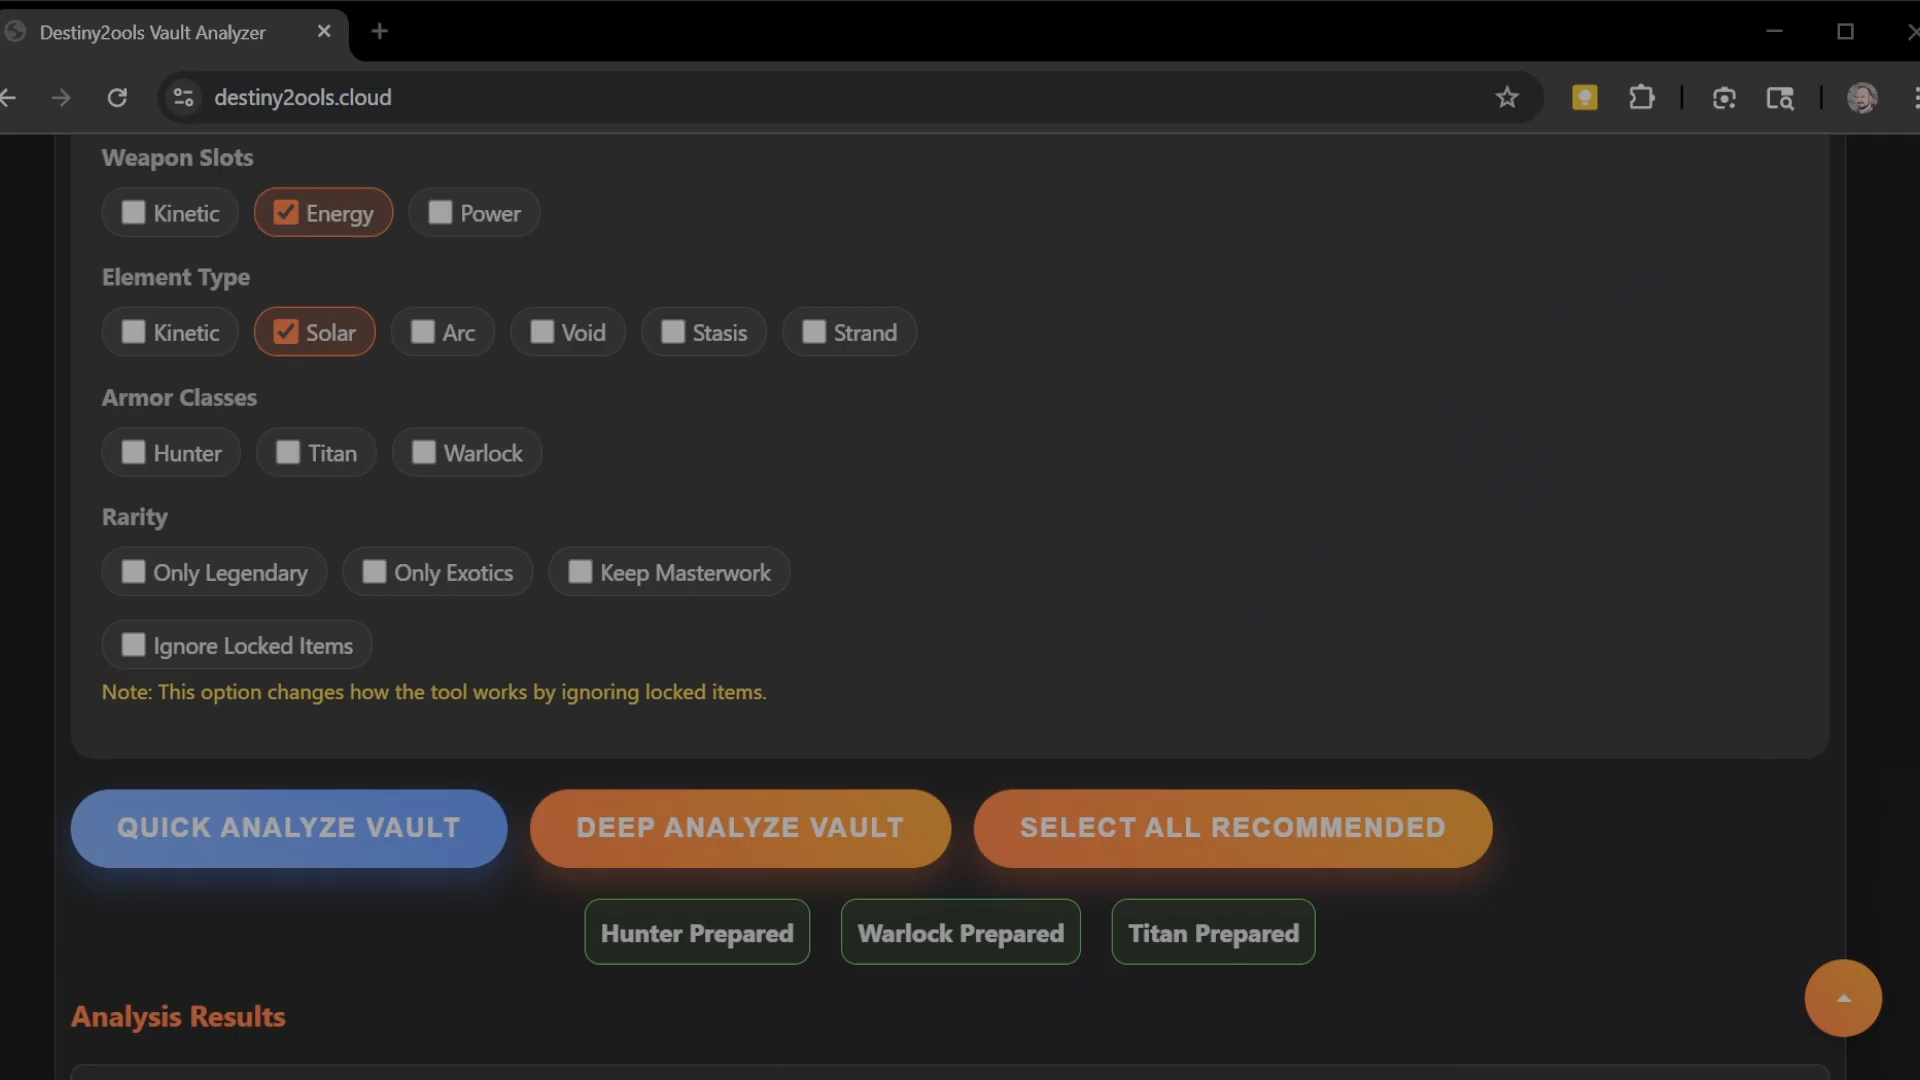 Destiny2ools Vault Analyzer
destiny2ools.cloud
Weapon Slots
Kinetic Energy Power
Element Type
Kinetic Solar Arc Void Stasis Strand
Armor Classes
Hunter Titan Warlock
Rarity
Only Legendary Only Exotics Keep Masterwork
Ignore Locked Items
Note: This option changes how the tool works by ignoring locked items.
QUICK ANALYZE VAULT DEEP ANALYZE VAULT SELECT ALL RECOMMENDED
Hunter Prepared Warlock Prepared Titan Prepared
Analysis Results